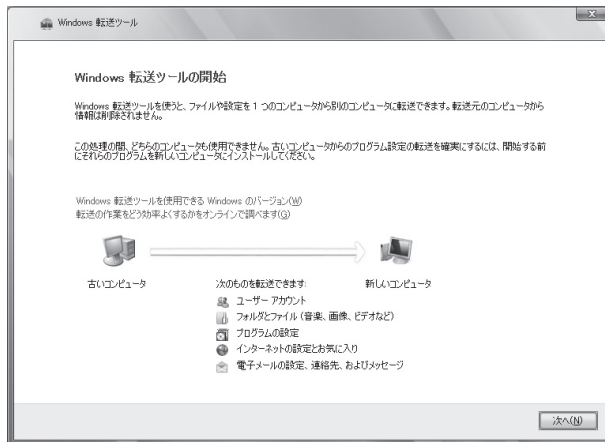 Windows 転送ツール
Windows 転送ツールの開始
Windows 転送ツールを使うと、ファイルや設定を 1 つのコンピュータから別のコンピュータに転送できます。転送元のコンピュータから
情報は削除されません。
この処理の間、どちらのコンピュータも使用できません。古いコンピュータからのプログラム設定の転送を確実にするには、開始する前
にそれらのプログラムを新しいコンピュータにインストールしてください。
Windows 転送ツールを使用できる Windows のバージョン(W)
転送の作業をどう効率よくするかをオンラインで調べます(G)
古いコンピュータ
次のものを転送できます:
新しいコンピュータ
ユーザー アカウント
フォルダとファイル (音楽、画像、ビデオなど)
プログラムの設定
インターネットの設定とお気に入り
電子メールの設定、連絡先、およびメッセージ
次へ(N)